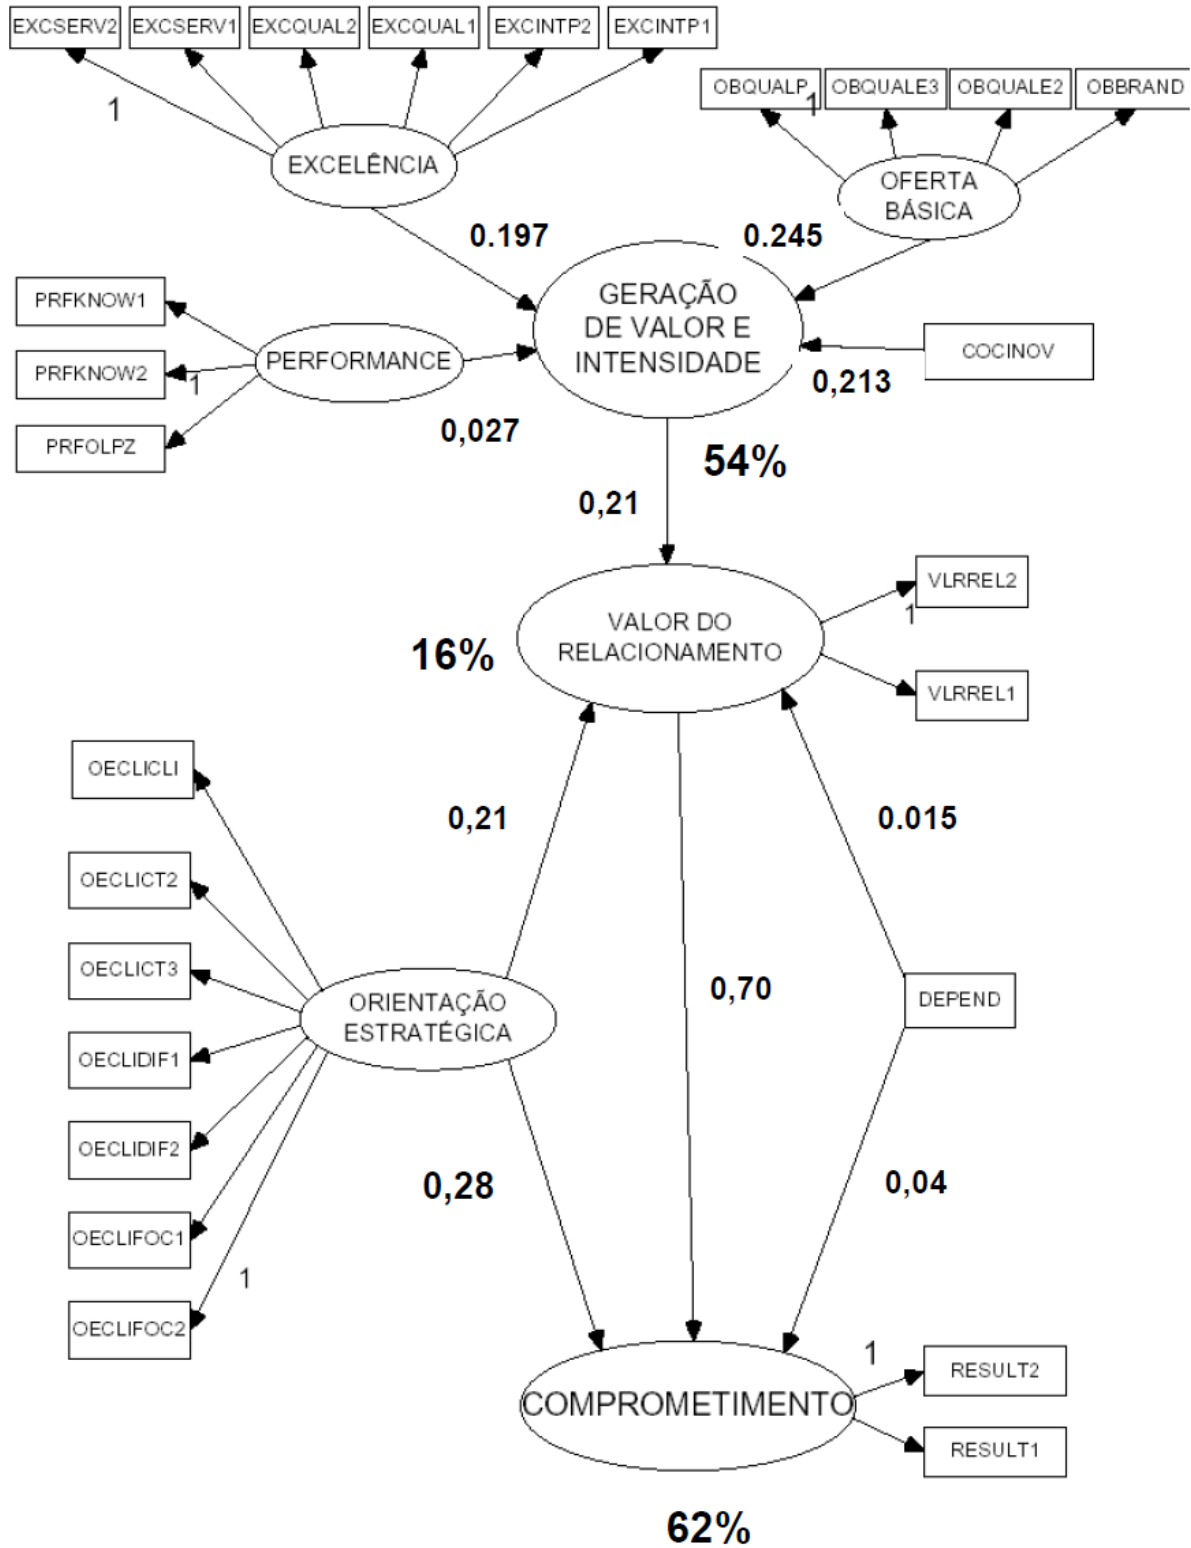 EXCSERV2
EXCSERV1
EXCQUAL2
EXCQUAL1
EXCINTP2
EXCINTP1
1
OBQUALP
1
OBQUALE3
OBQUALE2
OBBRAND
EXCELÊNCIA
OFERTA
BÁSICA
0.197
0.245
PRFKNOW1
PRFKNOW2
1
PRFOLPZ
PERFORMANCE
GERAÇÃO
DE VALOR E
INTENSIDADE
COCINOV
0,213
0,027
54%
0,21
VALOR DO
RELACIONAMENTO
16%
VLRREL2
1
VLRREL1
OECLICLI
0,21
0.015
OECLICT2
OECLICT3
OECLIDIF1
OECLIDIF2
OECLIFOC1
OECLIFOC2
1
ORIENTAÇÃO
ESTRATÉGICA
0,70
DEPEND
0,28
0,04
COMPROMETIMENTO
1
RESULT2
RESULT1
62%